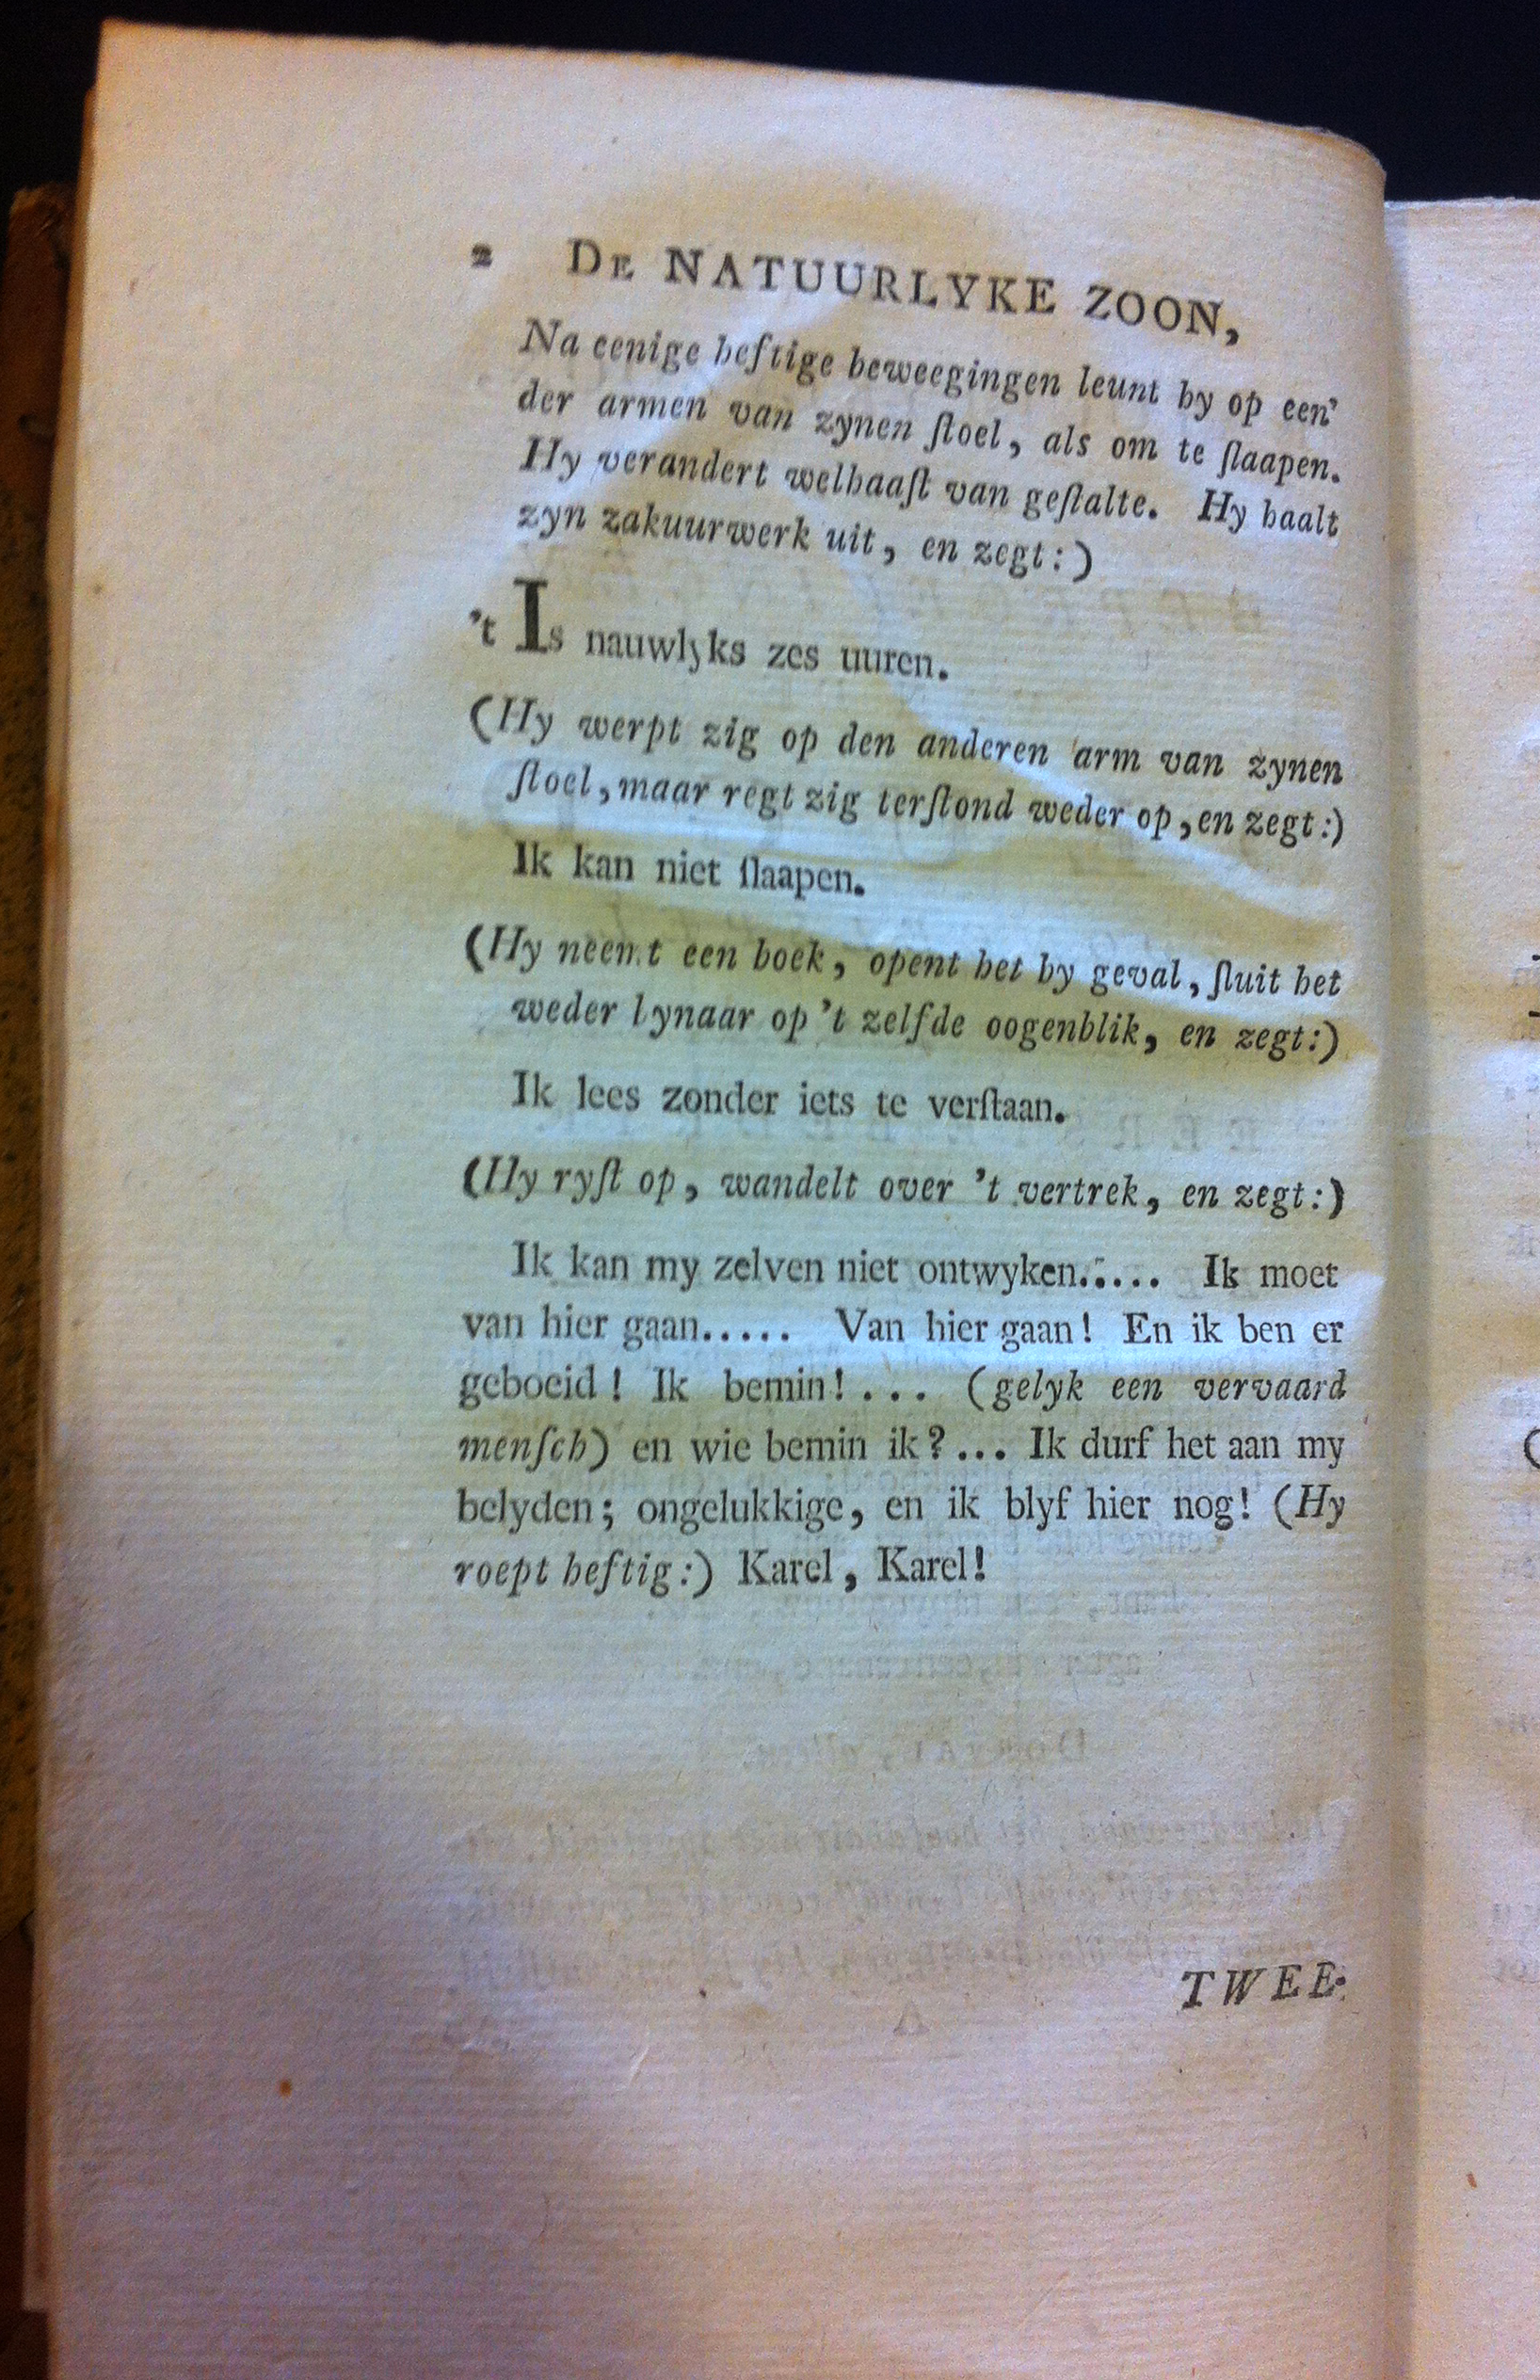 2 DE NATUURLYKE ZOON,
Na eenige heftige beweegingen leunt hy op een'
der armen van zynen ſtoel, als om te ſlaapen.
Hy verandert welhaaſt van geſtalte. Hy haalt
zyn zakuurwerk uit, en zegt:)
't Is nauwlyks zes uuren.
(Hy werpt zig op den anderen arm van zynen
ſtoel, maar regt zig terſtond weder op, en zegt:)
Ik kan niet ſlaapen.
(Hy neemt een boek, opent het by geval, ſluit het
weder bynaar op 't zelfde oogenblik, en zegt:)
Ik lees zonder iets te verſtaan.
(Hy ryſt op, wandelt over 't vertrek, en zegt:)
Ik kan my zelven niet ontwyken..... Ik moet
van hier gaan..... Van hier gaan! En ik ben er
geboeid! Ik bemin!... (gelyk een vervaard
menſch) en wie bemin ik?... Ik durf het aan my
belyden; ongelukkige, en ik blyf hier nog! (Hy
roept heftig:) Karel, Karel!
TWEE-